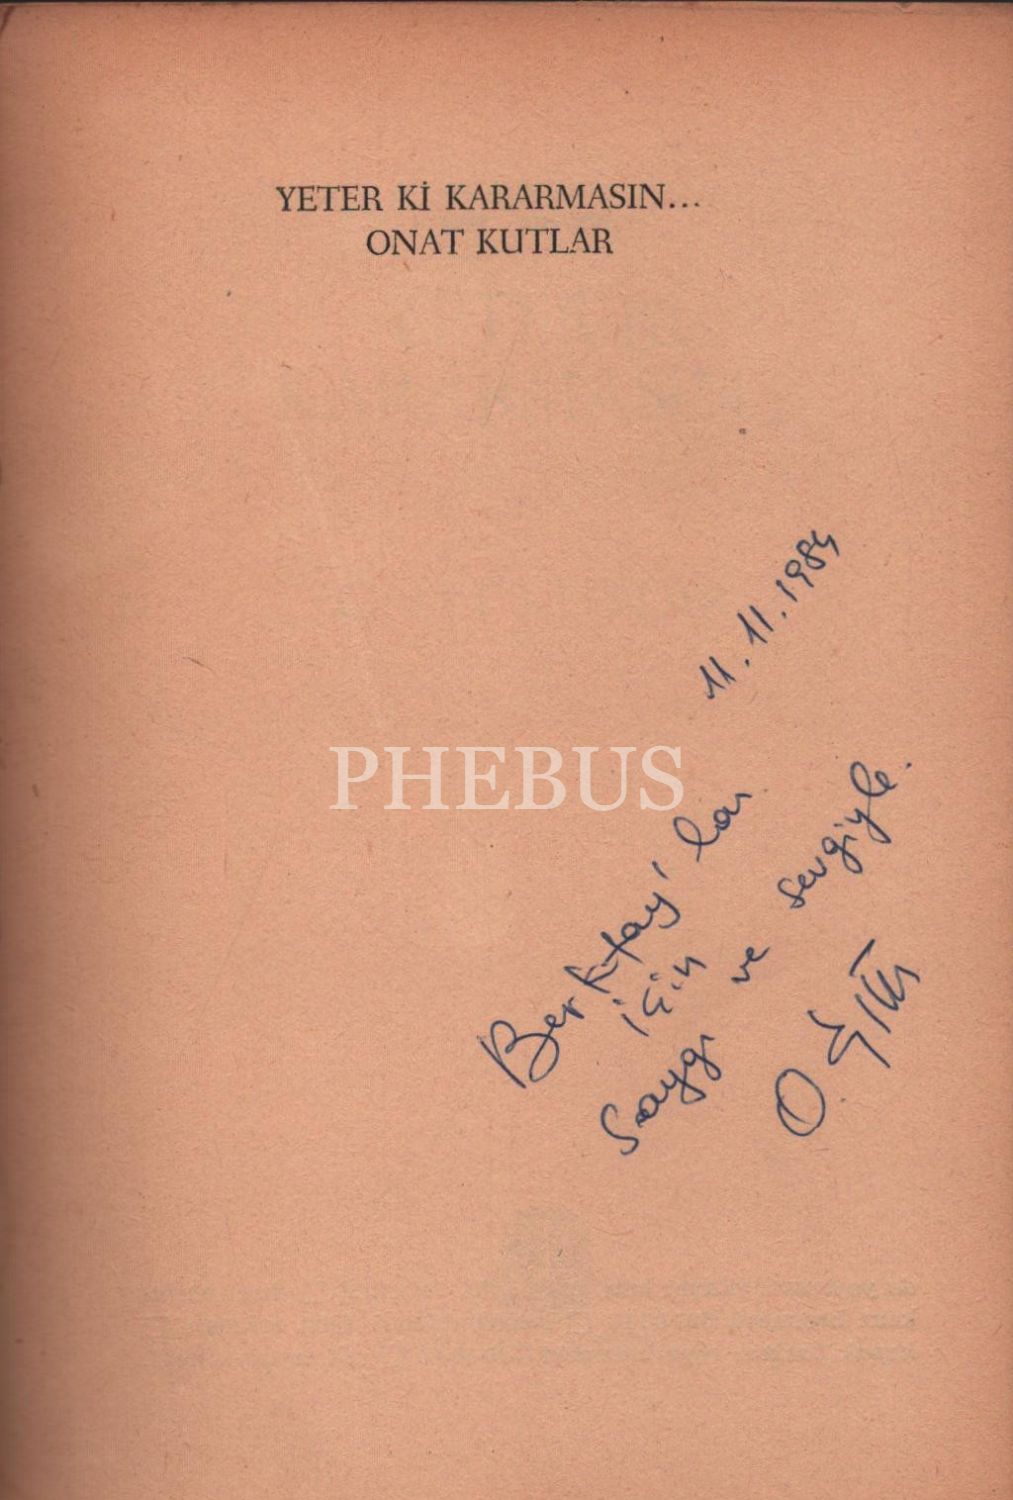 YETER Kİ KARARMASIN...
ONAT KUTLAR
11.11.1984
PHEBUS
Berktay'lar
için
saygı ve sevgiyle.
O.